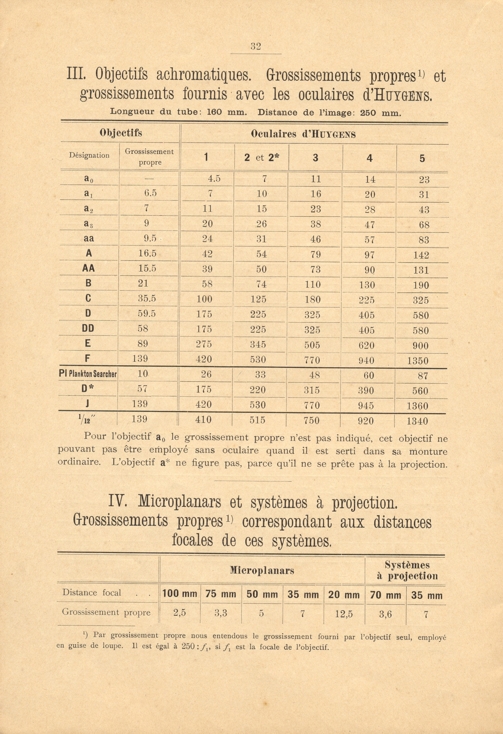 32
III. Objectifs achromatiques. Grossissements propres¹) et
grossissements fournis avec les oculaires d'HUYGENS.
Longueur du tube: 160 mm. Distance de l'image: 250 mm.
Objectifs Oculaires d'HUYGENS
Désignation Grossissement propre 1 2 et 2* 3 4 5
a₀ — 4.5 7 11 14 23
a₁ 6,5 7 10 16 20 31
a₂ 7 11 15 23 28 43
a₃ 9 20 26 38 47 68
aa 9,5 24 31 46 57 83
A 16,5 42 54 79 97 142
AA 15.5 39 50 73 90 131
B 21 58 74 110 130 190
C 35,5 100 125 180 225 325
D 59.5 175 225 325 405 580
DD 58 175 225 325 405 580
E 89 275 345 505 620 900
F 139 420 530 770 940 1350
Pl Plankton Searcher 10 26 33 48 60 87
D* 57 175 220 315 390 560
J 139 420 530 770 945 1360
¹/₁₂" 139 410 515 750 920 1340
Pour l'objectif a₀ le grossissement propre n'est pas indiqué, cet objectif ne
pouvant pas être employé sans oculaire quand il est serti dans sa monture
ordinaire. L'objectif a* ne figure pas, parce qu'il ne se prête pas à la projection.
IV. Microplanars et systèmes à projection.
Grossissements propres¹) correspondant aux distances
focales de ces systèmes.
Microplanars Systèmes à projection
Distance focal . . 100 mm 75 mm 50 mm 35 mm 20 mm 70 mm 35 mm
Grossissement propre 2,5 3,3 5 7 12,5 3,6 7
¹) Par grossissement propre nous entendous le grossissement fourni par l'objectif seul, employé
en guise de loupe. Il est égal à 250 : f₁, si f₁ est la focale de l'objectif.